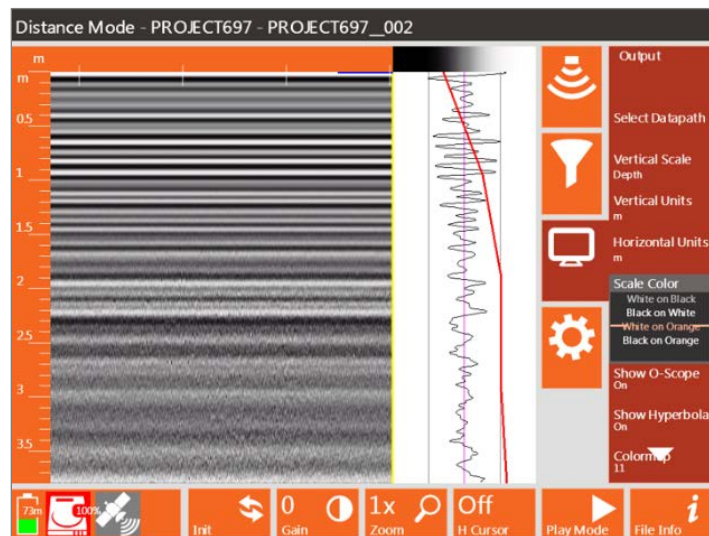 Distance Mode - PROJECT697 - PROJECT697__002
m
m
0.5
1
1.5
2
2.5
3
3.5
Output
Select Datapath
Vertical Scale
Depth
Vertical Units
m
Horizontal Units
m
Scale Color
White on Black
Black on White
White on Orange
Black on Orange
Show O-Scope
On
Show Hyperbola
On
Colormap
11
73m
100%
Init
0
Gain
1x
Zoom
Off
H Cursor
Play Mode
i
File Info